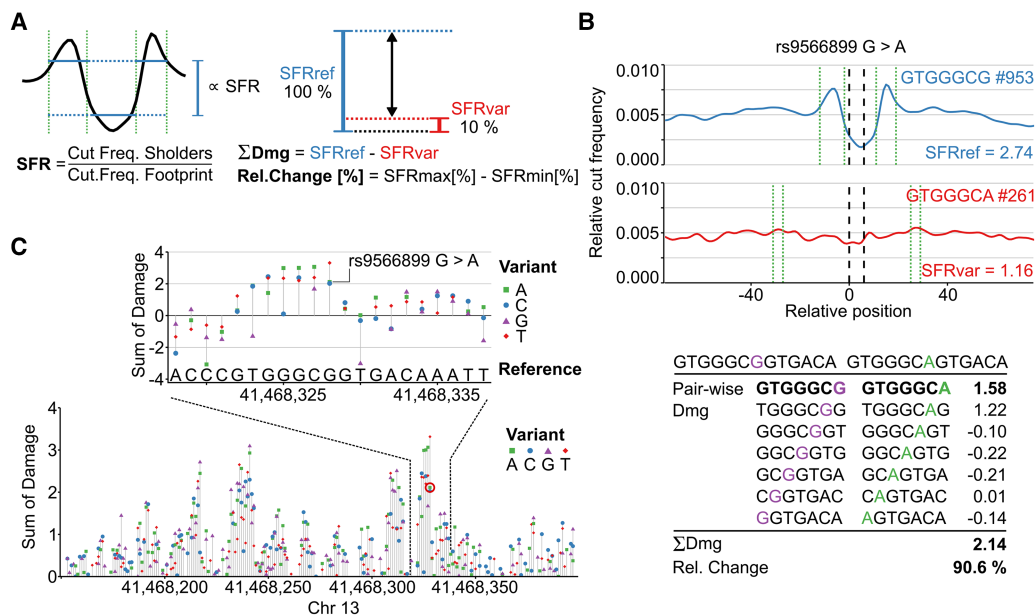 A
∝ SFR
SFR = Cut Freq. Sholders
Cut.Freq. Footprint
SFRref
100 %
SFRvar
10 %
ΣDmg = SFRref - SFRvar
Rel.Change [%] = SFRmax[%] - SFRmin[%]
B
rs9566899 G > A
Relative cut frequency
0.010
0.005
0.000
GTGGGCG #953
SFRref = 2.74
0.010
0.005
0.000
GTGGGCA #261
SFRvar = 1.16
-40 0 40
Relative position
GTGGGCGGTGACA GTGGGCAGTGACA
Pair-wise GTGGGCG GTGGGCA 1.58
Dmg TGGGCGG TGGGCAG 1.22
GGGCGGT GGGCAGT -0.10
GGCGGTG GGCAGTG -0.22
GCGGTGA GCAGTGA -0.21
CGGTGAC CAGTGAC 0.01
GGTGACA AGTGACA -0.14
ΣDmg 2.14
Rel. Change 90.6 %
C
Sum of Damage
4
2
0
-2
-4
rs9566899 G > A
Variant
A
C
G
T
Reference
ACCCGTGGGCGGTGACAAATT
41,468,325 41,468,335
Sum of Damage
4
3
2
1
0
Variant
A C G T
41,468,200 41,468,250 41,468,300 41,468,350
Chr 13